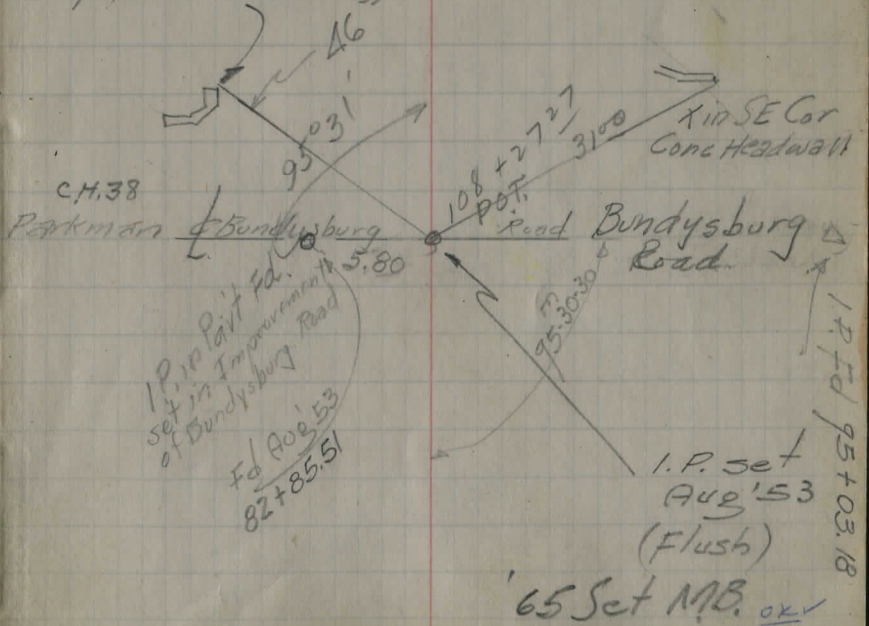 46
95°31'
108+27 27
P.O.T.
31 00
X in SE Cor
Conc Headwall
C.H. 38
Parkman ₵ Bundysburg Road
Bundysburg
Road
5.80
I.P. in Pav't Fd.
set in Improvement
of Bundysburg Road
Fd Aug '53
82+85.51
95-30-30
I.P. Fd 95+03.18
I.P. set
Aug '53
(Flush)
'65 Set M.B. OK✓